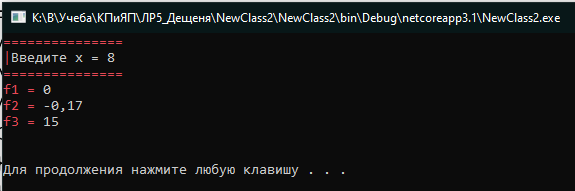 K:\В\Учеба\КПиЯП\ЛР5_Дещеня\NewClass2\NewClass2\bin\Debug\netcoreapp3.1\NewClass2.exe
===============
|Введите x = 8
===============
f1 = 0
f2 = -0,17
f3 = 15
Для продолжения нажмите любую клавишу . . .